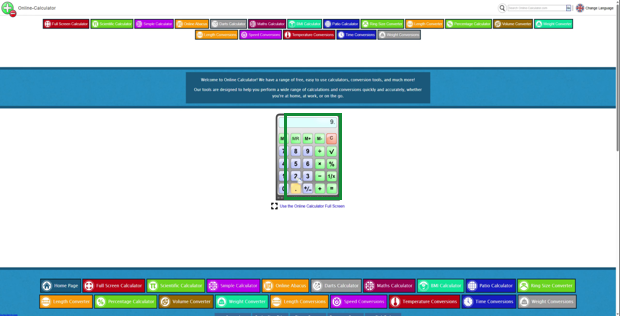 Online-Calculator
Change Language
Full Screen Calculator
Scientific Calculator
Simple Calculator
Online Abacus
Darts Calculator
Maths Calculator
BMI Calculator
Patio Calculator
Ring Size Converter
Length Converter
Percentage Calculator
Volume Converter
Weight Converter
Length Conversions
Speed Conversions
Temperature Conversions
Time Conversions
Weight Conversions
Welcome to Online Calculator! We have a range of free, easy to use calculators, conversion tools, and much more!
Our tools are designed to help you perform a wide range of calculations and conversions quickly and accurately, whether
you're at home, at work, or on the go.
9.
MR M+ M- C
7 8 9 ÷ √
5 6 × %
1 2 3 − 1/x
0 . +/- + =
Use the Online Calculator Full Screen
Home Page
Full Screen Calculator
Scientific Calculator
Simple Calculator
Online Abacus
Darts Calculator
Maths Calculator
BMI Calculator
Patio Calculator
Ring Size Converter
Length Converter
Percentage Calculator
Volume Converter
Weight Converter
Length Conversions
Speed Conversions
Temperature Conversions
Time Conversions
Weight Conversions